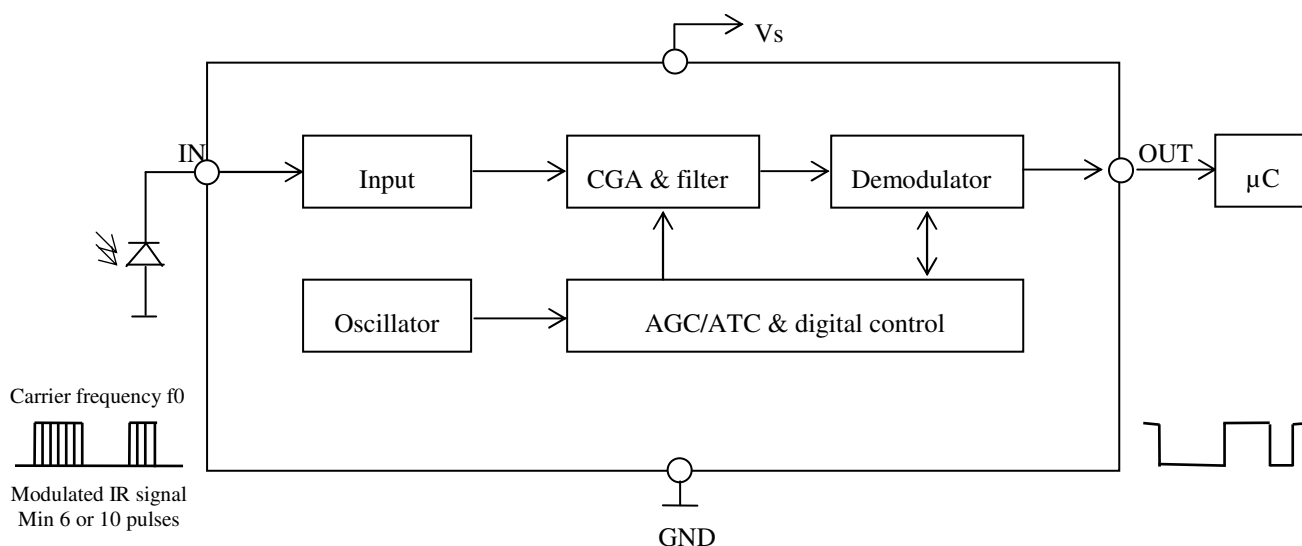 Vs
IN
OUT
Input
CGA & filter
Demodulator
µC
Oscillator
AGC/ATC & digital control
Carrier frequency f0
Modulated IR signal
Min 6 or 10 pulses
GND